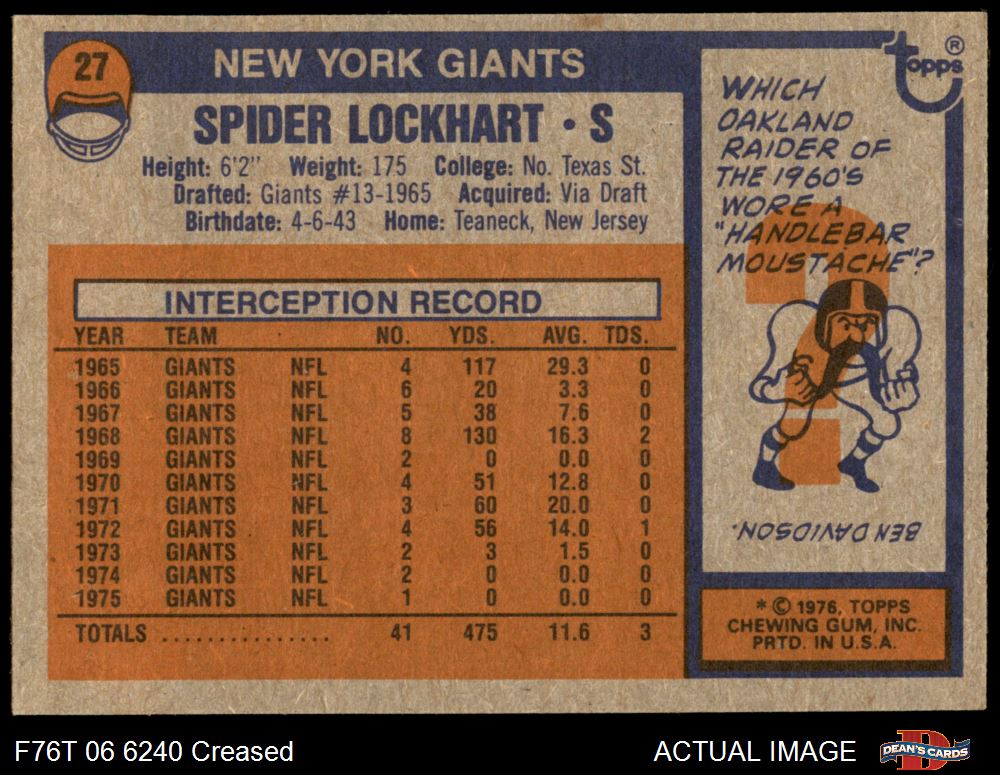 27
NEW YORK GIANTS
SPIDER LOCKHART • S
Height: 6'2" Weight: 175 College: No. Texas St.
Drafted: Giants #13-1965 Acquired: Via Draft
Birthdate: 4-6-43 Home: Teaneck, New Jersey
INTERCEPTION RECORD
YEAR TEAM NO. YDS. AVG. TDS.
1965 GIANTS NFL 4 117 29.3 0
1966 GIANTS NFL 6 20 3.3 0
1967 GIANTS NFL 5 38 7.6 0
1968 GIANTS NFL 8 130 16.3 2
1969 GIANTS NFL 2 0 0.0 0
1970 GIANTS NFL 4 51 12.8 0
1971 GIANTS NFL 3 60 20.0 0
1972 GIANTS NFL 4 56 14.0 1
1973 GIANTS NFL 2 3 1.5 0
1974 GIANTS NFL 2 0 0.0 0
1975 GIANTS NFL 1 0 0.0 0
TOTALS ................ 41 475 11.6 3
topps ®
WHICH
OAKLAND
RAIDER OF
THE 1960'S
WORE A
"HANDLEBAR
MOUSTACHE"?
?
BEN DAVIDSON.
* © 1976, TOPPS
CHEWING GUM, INC.
PRTD. IN U.S.A.
F76T 06 6240 Creased
ACTUAL IMAGE
D
DEAN'S CARDS